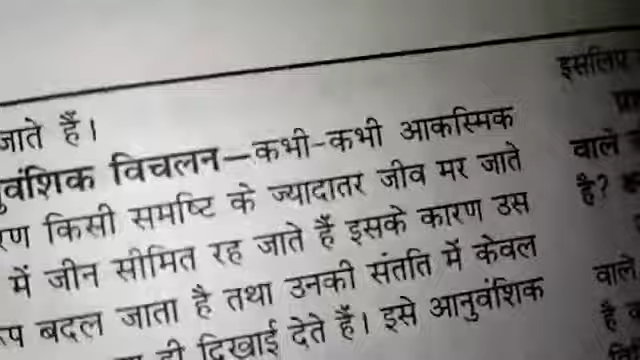 जाते हैं।
विचलन–कभी-कभी आकस्मिक
किसी समष्टि के ज्यादातर जीव मर जाते
में जीन सीमित रह जाते हैं इसके कारण उस
बदल जाता है तथा उनकी संतति में केवल
ही दिखाई देते हैं। इसे आनुवंशिक
इसलिए
वाले
है?
वाले
है